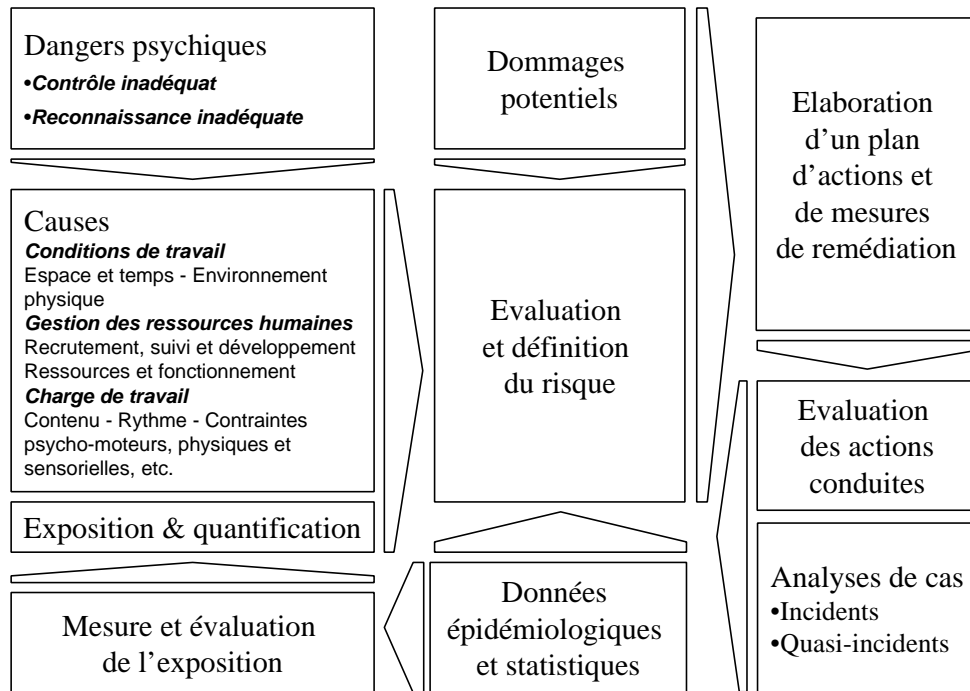 Dangers psychiques
•Contrôle inadéquat
•Reconnaissance inadéquate
Causes
Conditions de travail
Espace et temps - Environnement
physique
Gestion des ressources humaines
Recrutement, suivi et développement
Ressources et fonctionnement
Charge de travail
Contenu - Rythme - Contraintes
psycho-moteurs, physiques et
sensorielles, etc.
Exposition & quantification
Mesure et évaluation
de l’exposition
Dommages
potentiels
Evaluation
et définition
du risque
Données
épidémiologiques
et statistiques
Elaboration
d’un plan
d’actions et
de mesures
de remédiation
Evaluation
des actions
conduites
Analyses de cas
•Incidents
•Quasi-incidents